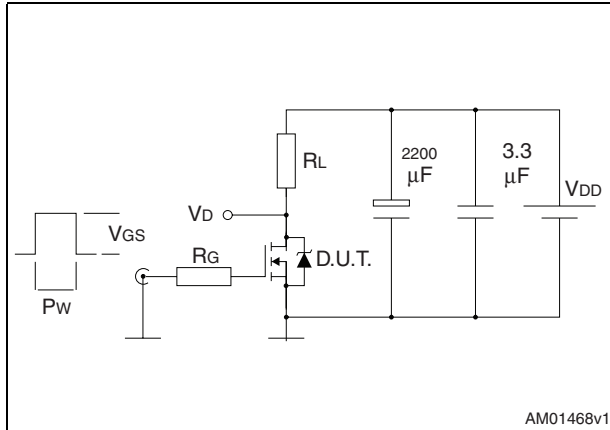 RL
2200
μF
3.3
μF
VDD
VD
VGS
RG
D.U.T.
PW
AM01468v1